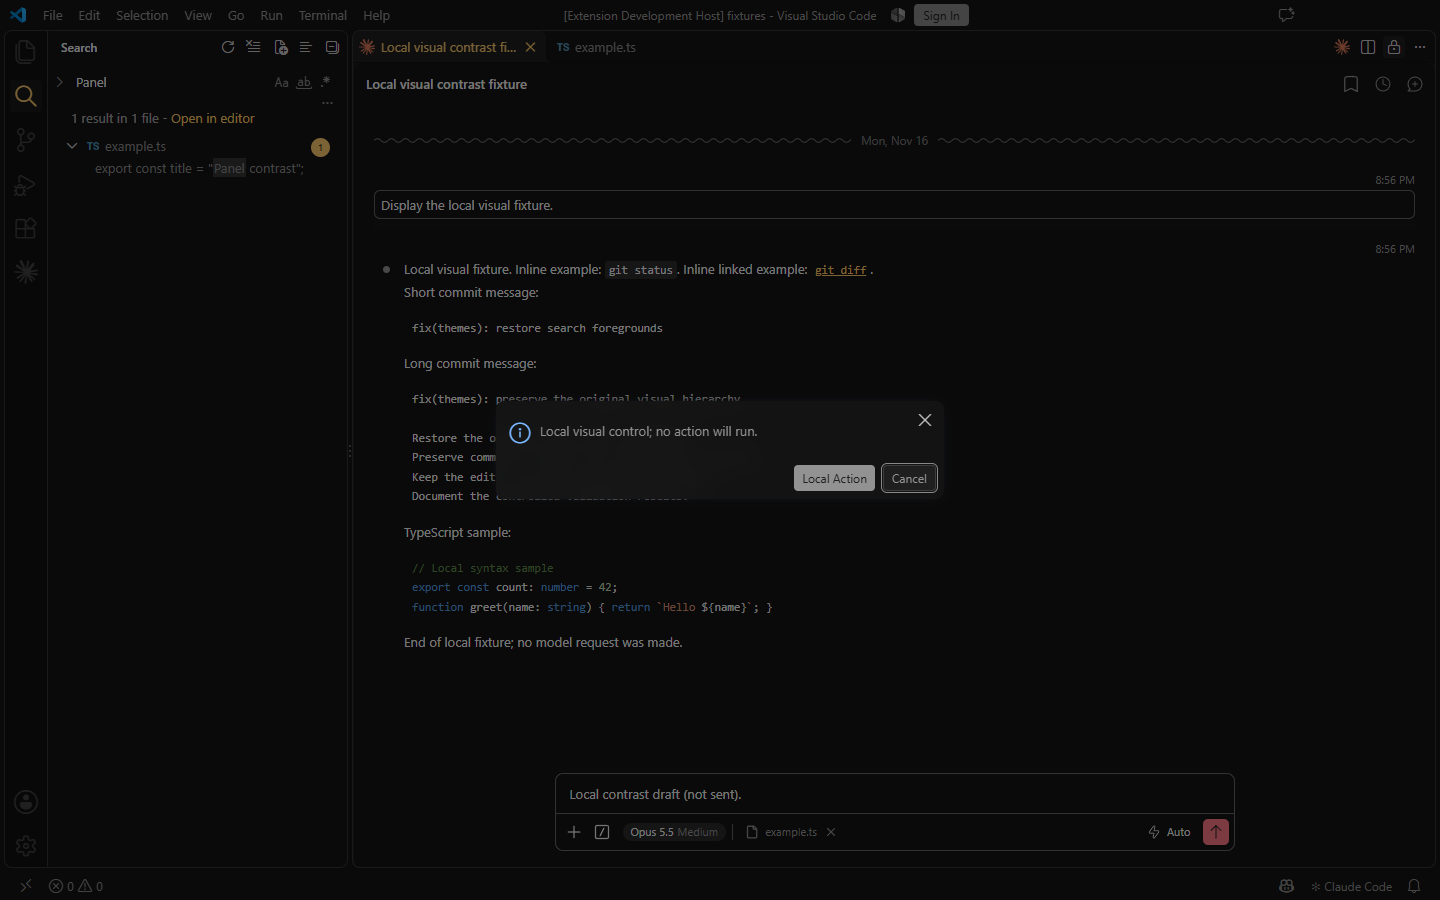 File Edit Selection View Go Run Terminal Help
[Extension Development Host] fixtures - Visual Studio Code
Sign In
Search
Panel
Aa ab .*
1 result in 1 file - Open in editor
TS example.ts
1
export const title = "Panel contrast";
Local visual contrast fi...
TS example.ts
Local visual contrast fixture
Mon, Nov 16
8:56 PM
Display the local visual fixture.
8:56 PM
Local visual fixture. Inline example: git status. Inline linked example: git diff.
Short commit message:
fix(themes): restore search foregrounds
Long commit message:
fix(themes): preserve the original visual hierarchy
Restore the o
Preserve comm
Keep the edit
Document the
Local visual control; no action will run.
Local Action
Cancel
TypeScript sample:
// Local syntax sample
export const count: number = 42;
function greet(name: string) { return `Hello ${name}`; }
End of local fixture; no model request was made.
Local contrast draft (not sent).
Opus 5.5 Medium
example.ts
Auto
0 0
Claude Code